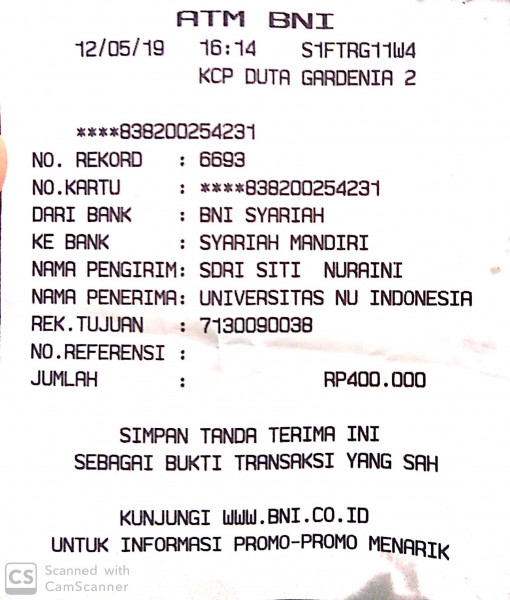 ATM BNI
12/05/19 16:14 S1FTRG11W4
KCP DUTA GARDENIA 2
****838200254231
NO. REKORD : 6693
NO.KARTU : ****838200254231
DARI BANK : BNI SYARIAH
KE BANK : SYARIAH MANDIRI
NAMA PENGIRIM: SDRI SITI NURAINI
NAMA PENERIMA: UNIVERSITAS NU INDONESIA
REK.TUJUAN : 7130090038
NO.REFERENSI :
JUMLAH : RP400.000
SIMPAN TANDA TERIMA INI
SEBAGAI BUKTI TRANSAKSI YANG SAH
KUNJUNGI WWW.BNI.CO.ID
UNTUK INFORMASI PROMO-PROMO MENARIK
CS Scanned with
CamScanner